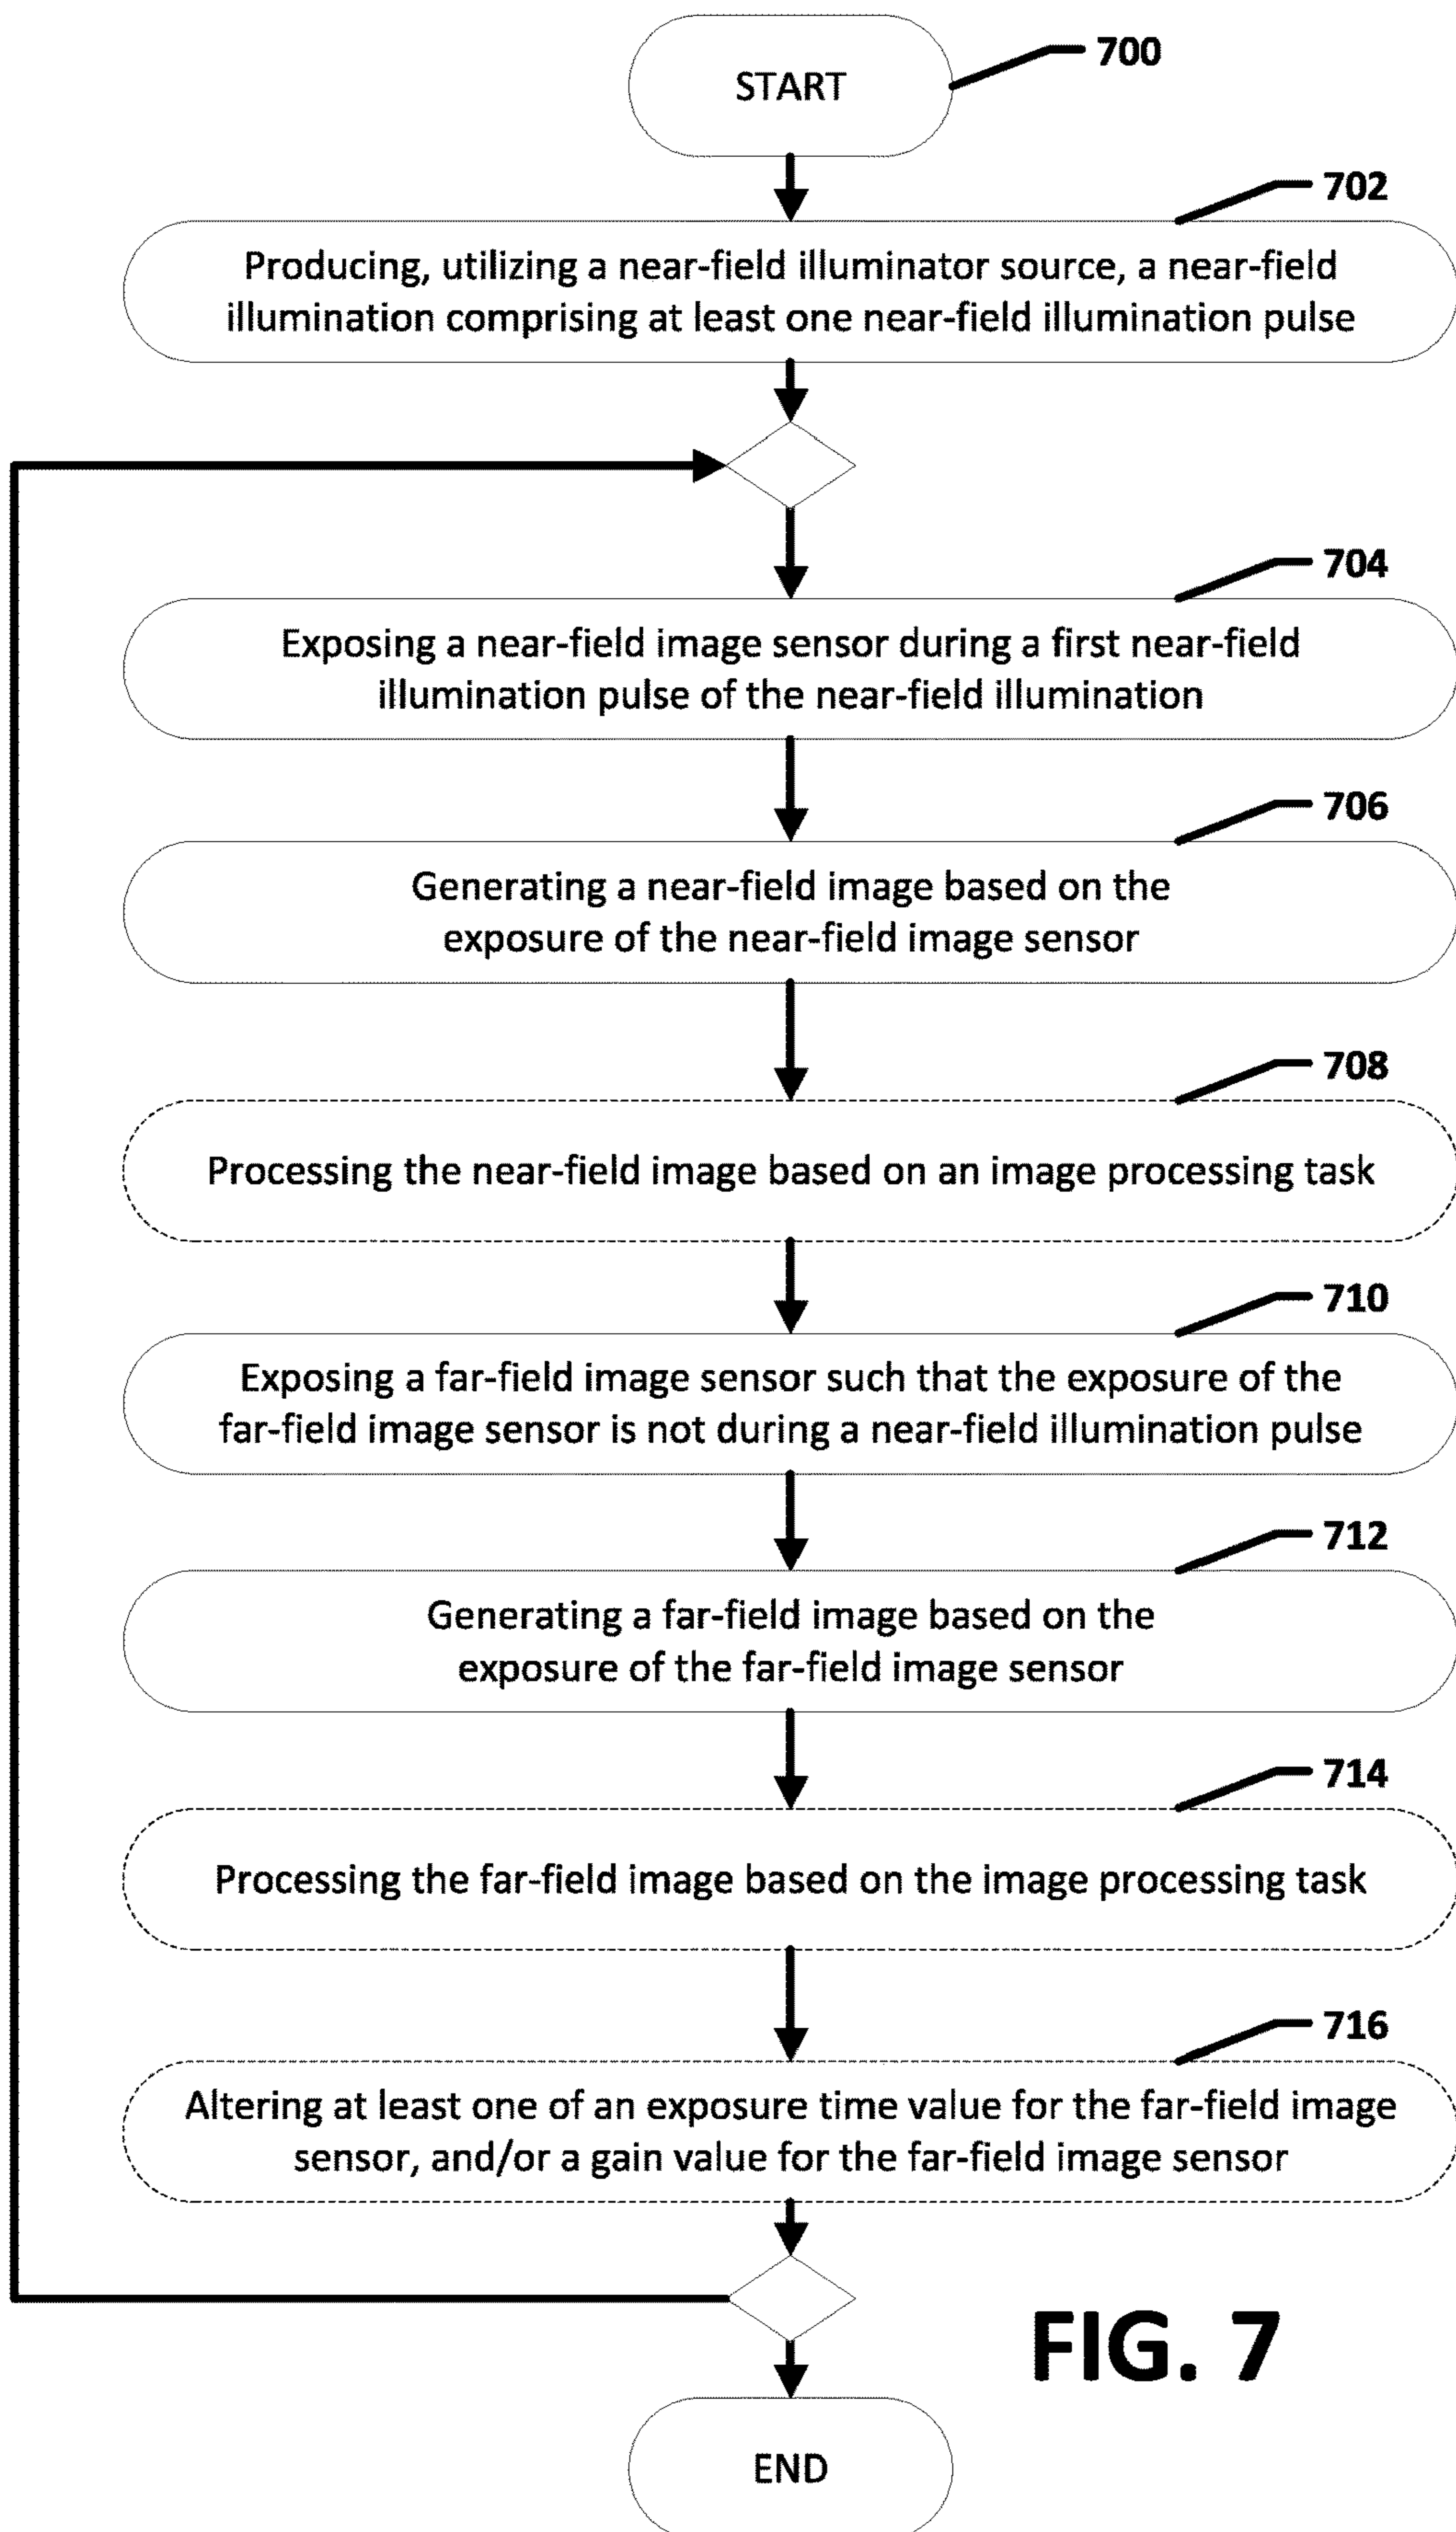 START
700
702
Producing, utilizing a near-field illuminator source, a near-field
illumination comprising at least one near-field illumination pulse
704
Exposing a near-field image sensor during a first near-field
illumination pulse of the near-field illumination
706
Generating a near-field image based on the
exposure of the near-field image sensor
708
Processing the near-field image based on an image processing task
710
Exposing a far-field image sensor such that the exposure of the
far-field image sensor is not during a near-field illumination pulse
712
Generating a far-field image based on the
exposure of the far-field image sensor
714
Processing the far-field image based on the image processing task
716
Altering at least one of an exposure time value for the far-field image
sensor, and/or a gain value for the far-field image sensor
FIG. 7
END